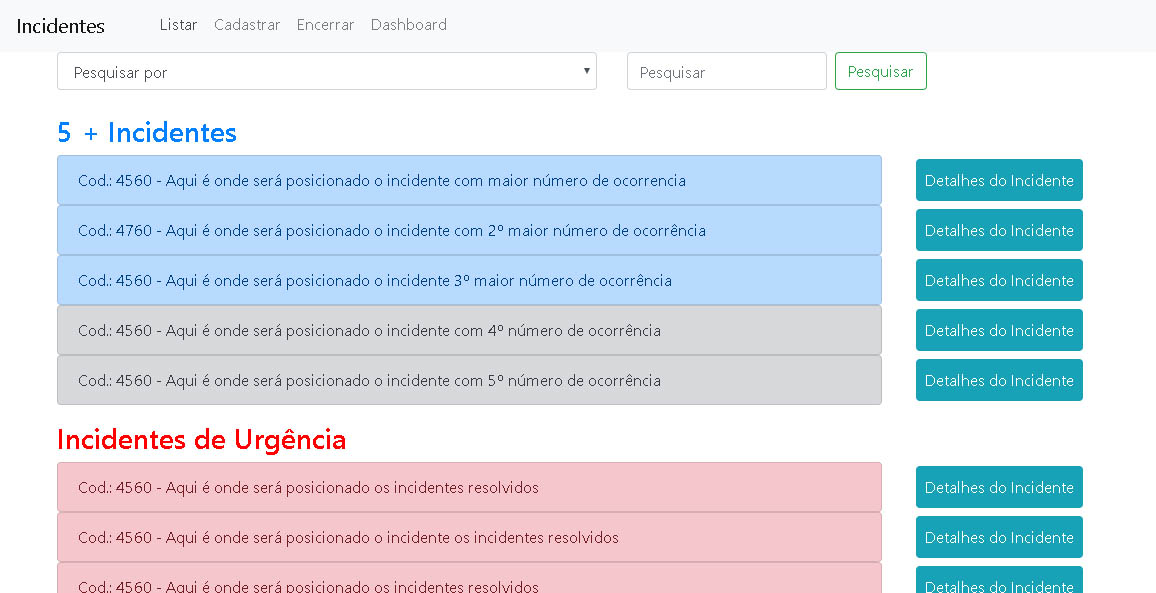 Incidentes Listar Cadastrar Encerrar Dashboard
Pesquisar por Pesquisar Pesquisar
5 + Incidentes
Cod.: 4560 - Aqui é onde será posicionado o incidente com maior número de ocorrencia Detalhes do Incidente
Cod.: 4760 - Aqui é onde será posicionado o incidente com 2º maior número de ocorrência Detalhes do Incidente
Cod.: 4560 - Aqui é onde será posicionado o incidente 3º maior número de ocorrência Detalhes do Incidente
Cod.: 4560 - Aqui é onde será posicionado o incidente com 4º número de ocorrência Detalhes do Incidente
Cod.: 4560 - Aqui é onde será posicionado o incidente com 5º número de ocorrência Detalhes do Incidente
Incidentes de Urgência
Cod.: 4560 - Aqui é onde será posicionado os incidentes resolvidos Detalhes do Incidente
Cod.: 4560 - Aqui é onde será posicionado o incidente os incidentes resolvidos Detalhes do Incidente
Cod.: 4560 - Aqui é onde será posicionado os incidentes resolvidos Detalhes do Incidente